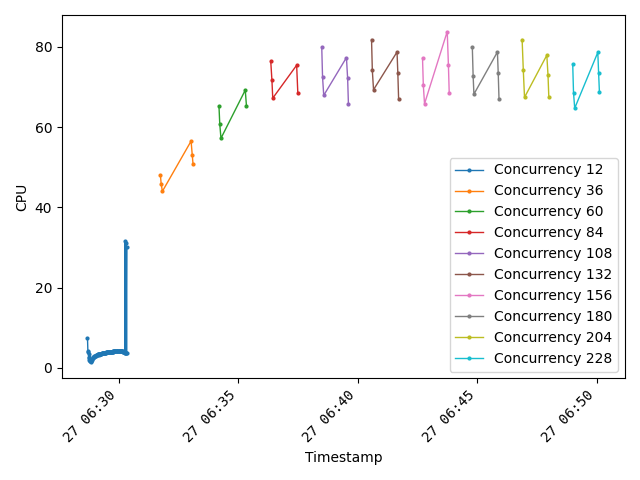 80
60
40
20
0
CPU
Concurrency 12
Concurrency 36
Concurrency 60
Concurrency 84
Concurrency 108
Concurrency 132
Concurrency 156
Concurrency 180
Concurrency 204
Concurrency 228
27 06:30
27 06:35
27 06:40
27 06:45
27 06:50
Timestamp